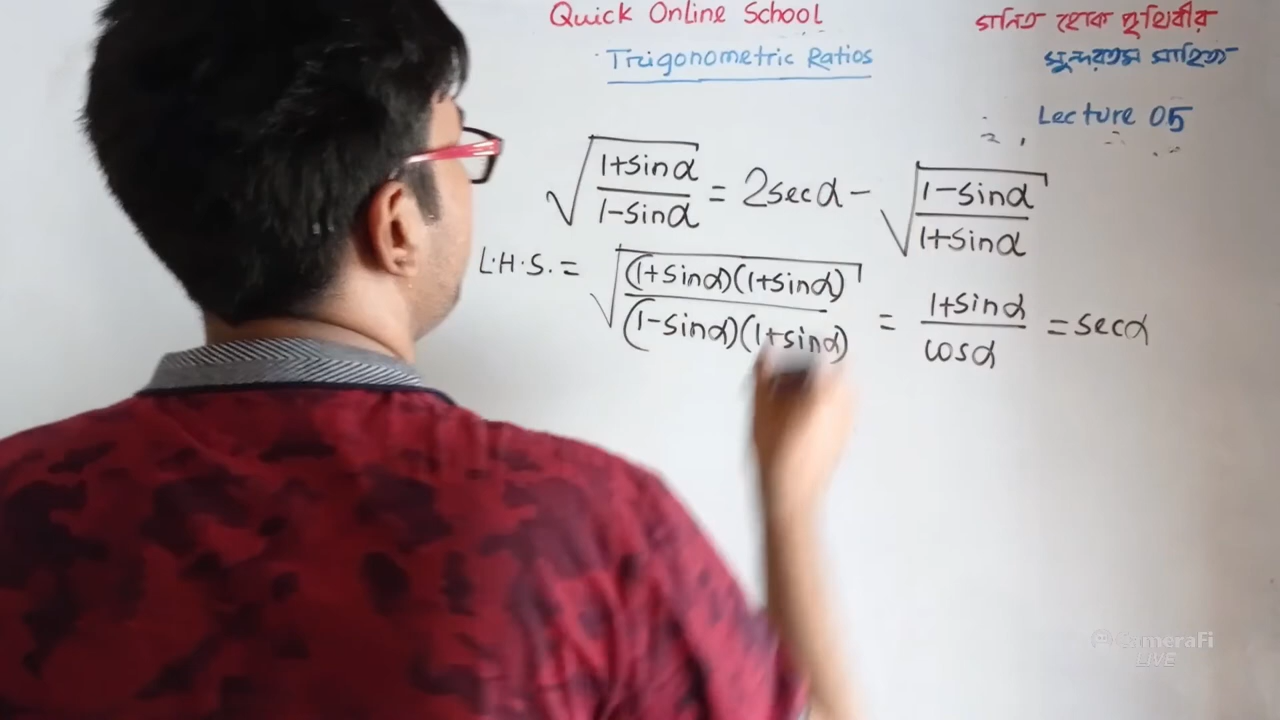 Quick Online School
Trigonometric Ratios
গনিত হোক পৃথিবীর
সুন্দরতম সাহিত্য
Lecture 05
√((1+sinα)/(1-sinα)) = 2secα - √((1-sinα)/(1+sinα))
L.H.S. = √(((1+sinα)(1+sinα))/((1-sinα)(1+sinα))) = (1+sinα)/cosα = secα
CameraFi
LIVE